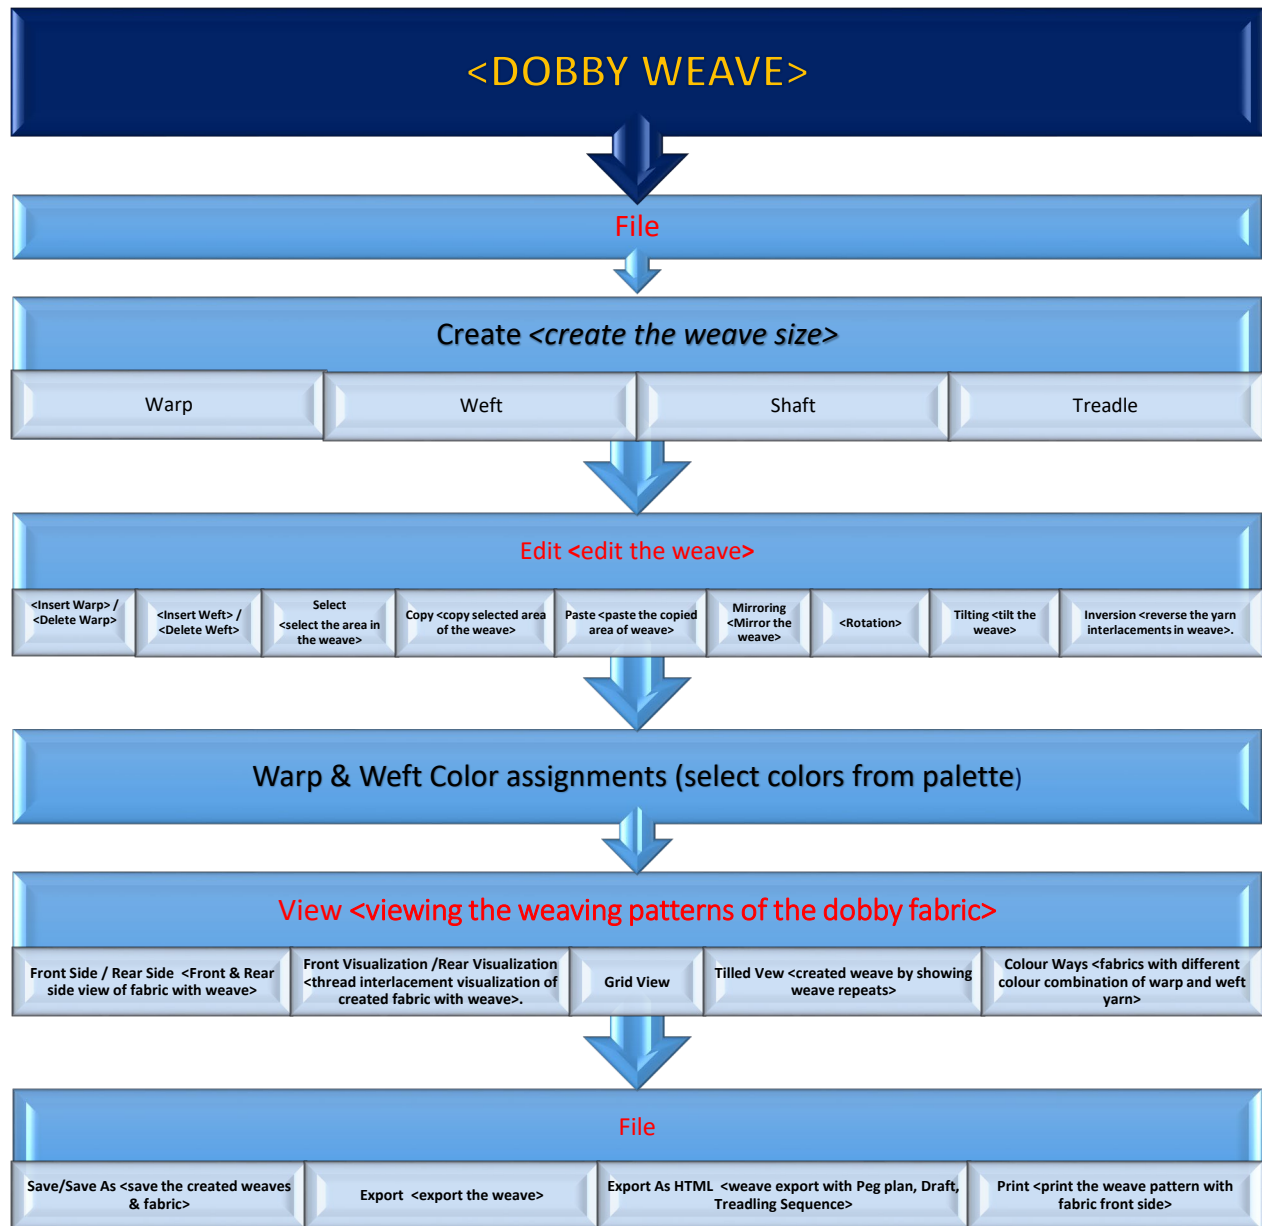 <DOBBY WEAVE>
File
Create <create the weave size>
Warp
Weft
Shaft
Treadle
Edit <edit the weave>
<Insert Warp> /
<Delete Warp>
<Insert Weft> /
<Delete Weft>
Select
<select the area in
the weave>
Copy <copy selected area
of the weave>
Paste <paste the copied
area of weave>
Mirroring
<Mirror the
weave>
<Rotation>
Tilting <tilt the
weave>
Inversion <reverse the yarn
interlacements in weave>.
Warp & Weft Color assignments (select colors from palette)
View <viewing the weaving patterns of the dobby fabric>
Front Side / Rear Side <Front & Rear
side view of fabric with weave>
Front Visualization /Rear Visualization
<thread interlacement visualization of
created fabric with weave>.
Grid View
Tilled Vew <created weave by showing
weave repeats>
Colour Ways <fabrics with different
colour combination of warp and weft
yarn>
File
Save/Save As <save the created weaves
& fabric>
Export <export the weave>
Export As HTML <weave export with Peg plan, Draft,
Treadling Sequence>
Print <print the weave pattern with
fabric front side>